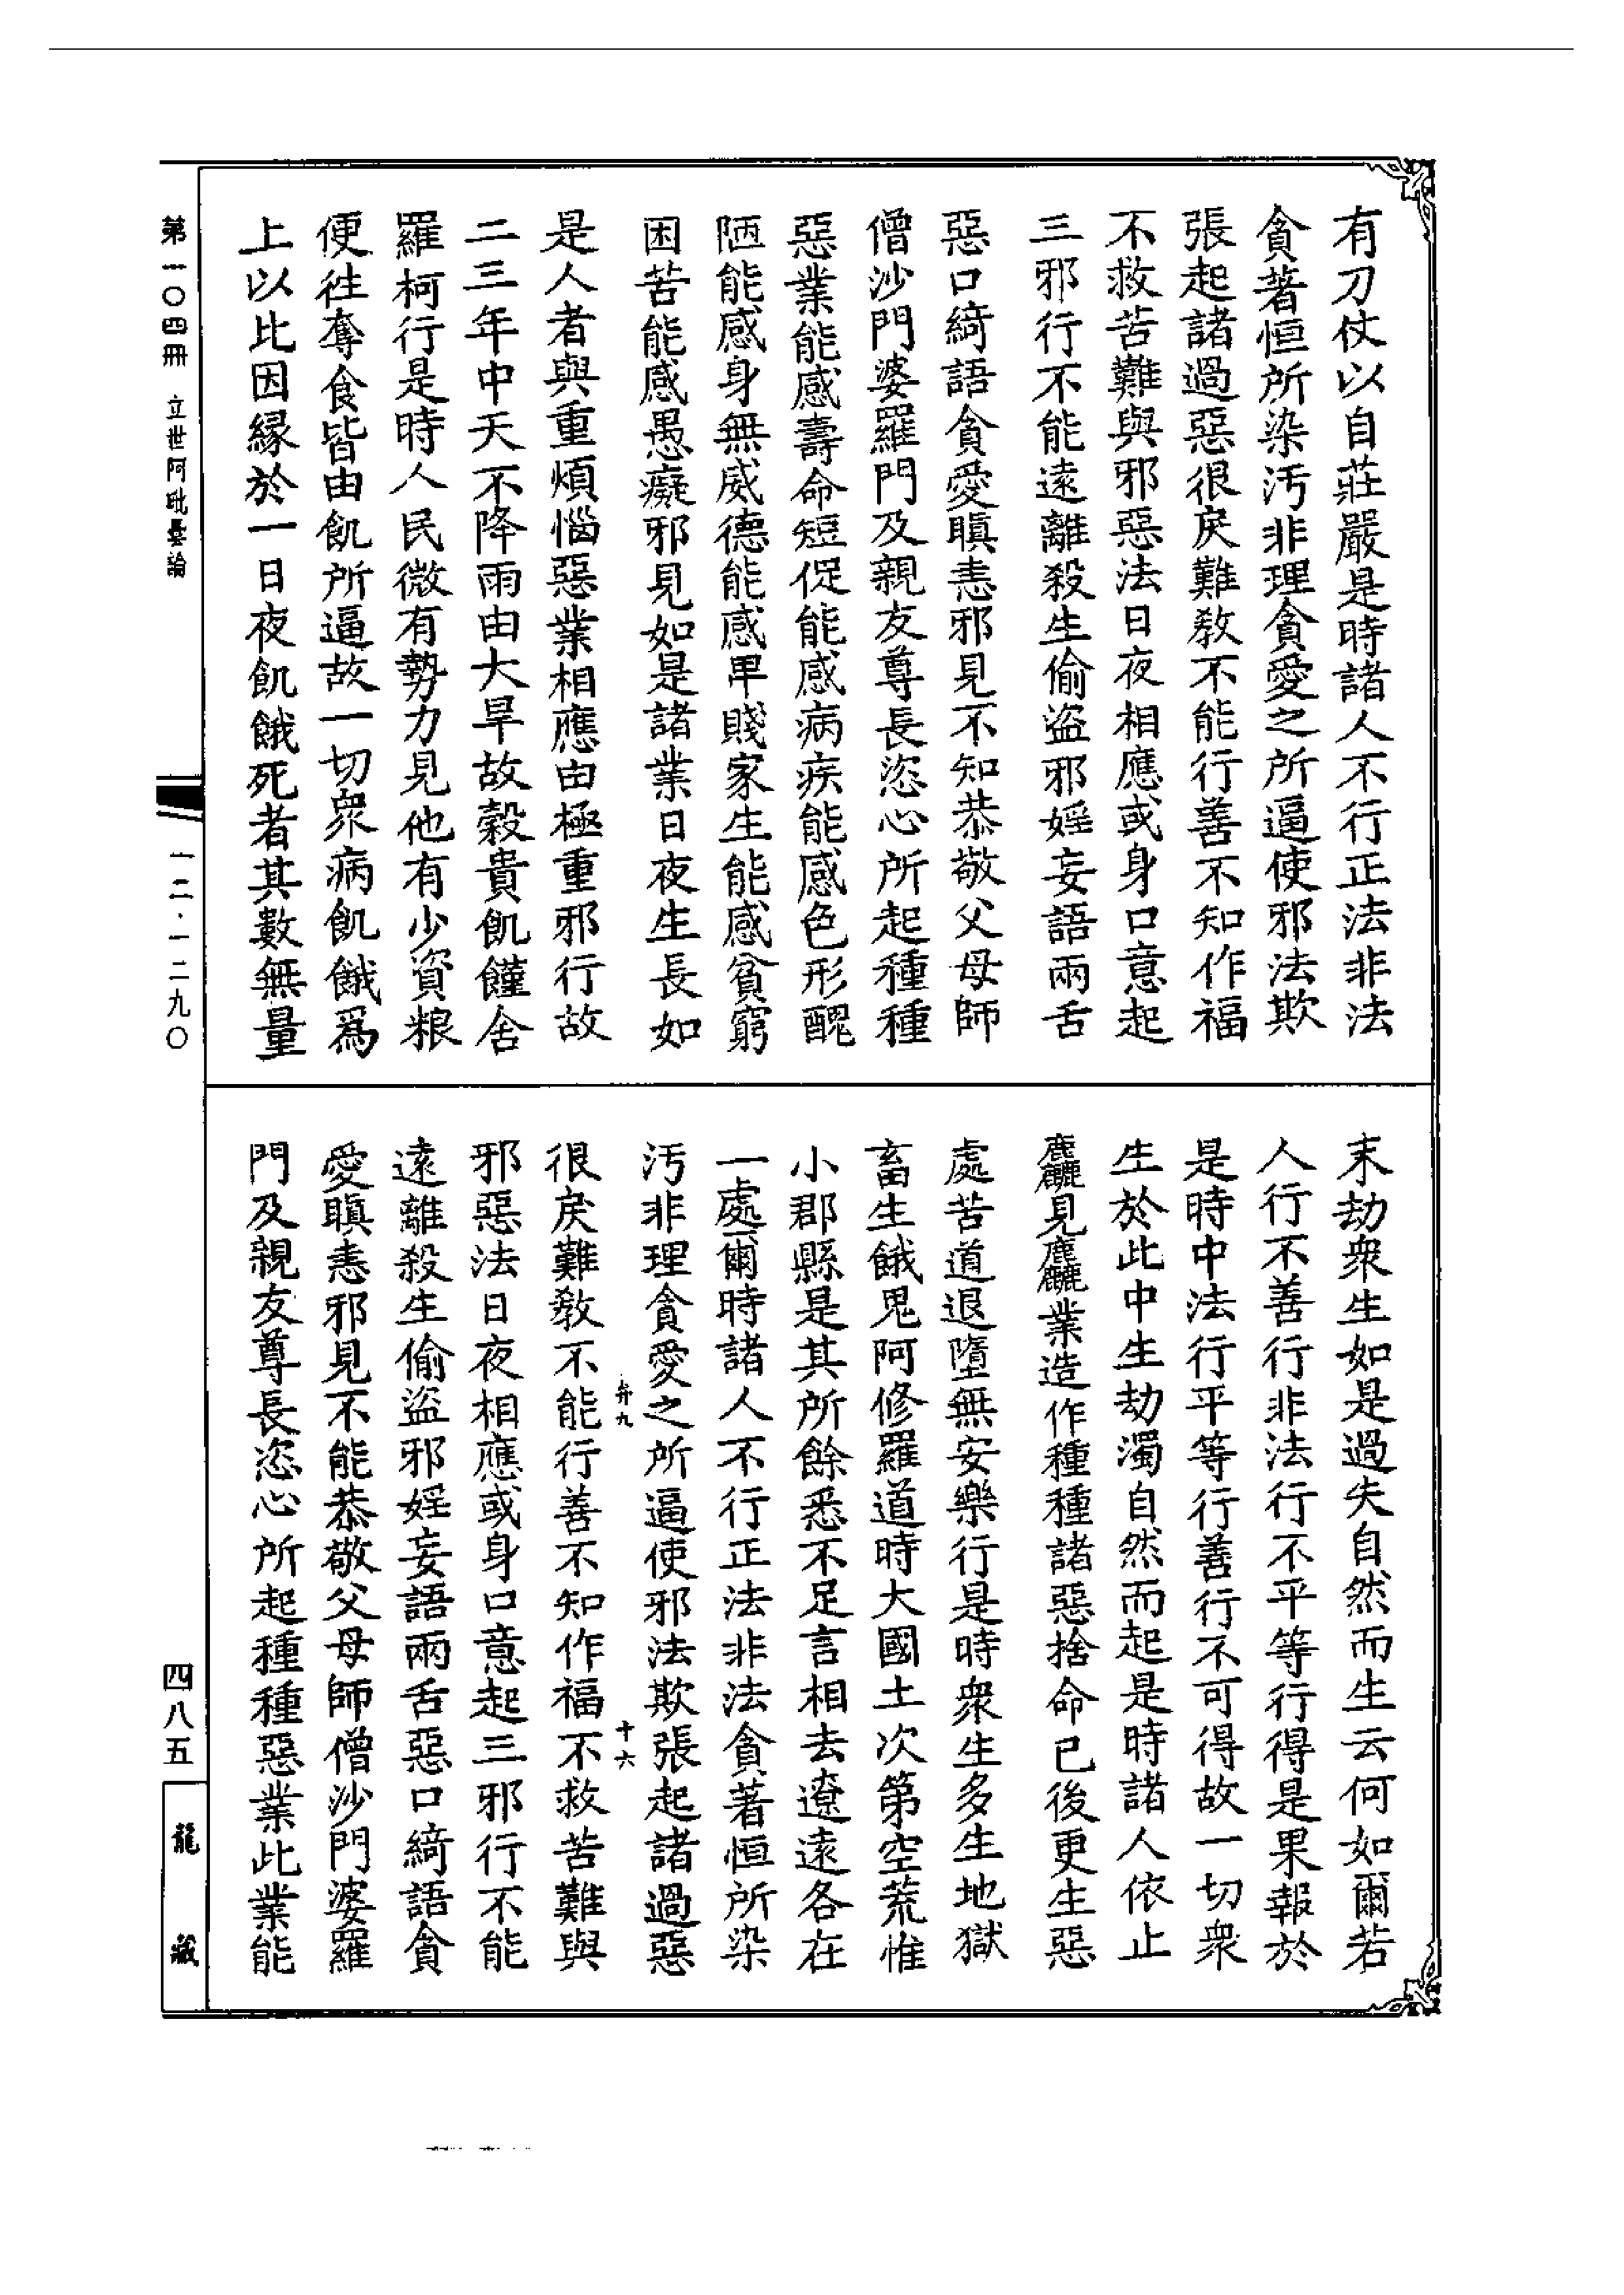 有刀仗以自莊嚴是時諸人不行正法非法
貪著恒所染汚非理貪愛之所逼使邪法欺
張起諸過惡很戾難教不能行善不知作福
不救苦難與邪惡法日夜相應或身口意起
三邪行不能遠離殺生偷盜邪婬妄語兩舌
惡口綺語貪愛瞋恚邪見不知恭敬父母師
僧沙門婆羅門及親友尊長恣心所起種種
惡業能感壽命短促能感病疾能感色形醜
陋能感身無威德能感卑賤家生能感貧窮
困苦能感愚癡邪見如是諸業日夜生長如
是人者與重煩惱惡業相應由極重邪行故
二三年中天不降雨由大旱故穀貴飢饉舍
羅柯行是時人民微有勢力見他有少資粮
便徃奪食皆由飢所逼故一切衆病飢餓爲
上以比因緣於一日夜飢餓死者其數無量
末劫衆生如是過失自然而生云何如爾若
人行不善行非法行不平等行得是果報於
是時中法行平等行善行不可得故一切衆
生於此中生劫濁自然而起是時諸人依止
麤見麤業造作種種諸惡捨命已後更生惡
處苦道退墮無安樂行是時衆生多生地獄
畜生餓鬼阿修羅道時大國土次第空荒惟
小郡縣是其所餘悉不足言相去遼遠各在
一處爾時諸人不行正法非法貪著恒所染
汚非理貪愛之所逼使邪法欺張起諸過惡
弁九 十六
很戾難教不能行善不知作福不救苦難與
邪惡法日夜相應或身口意起三邪行不能
遠離殺生偷盜邪婬妄語兩舌惡口綺語貪
愛瞋恚邪見不能恭敬父母師僧沙門婆羅
門及親友尊長恣心所起種種惡業此業能
第一〇四冊 立世阿毗曇論
一二·一二九〇
四八五
龍藏